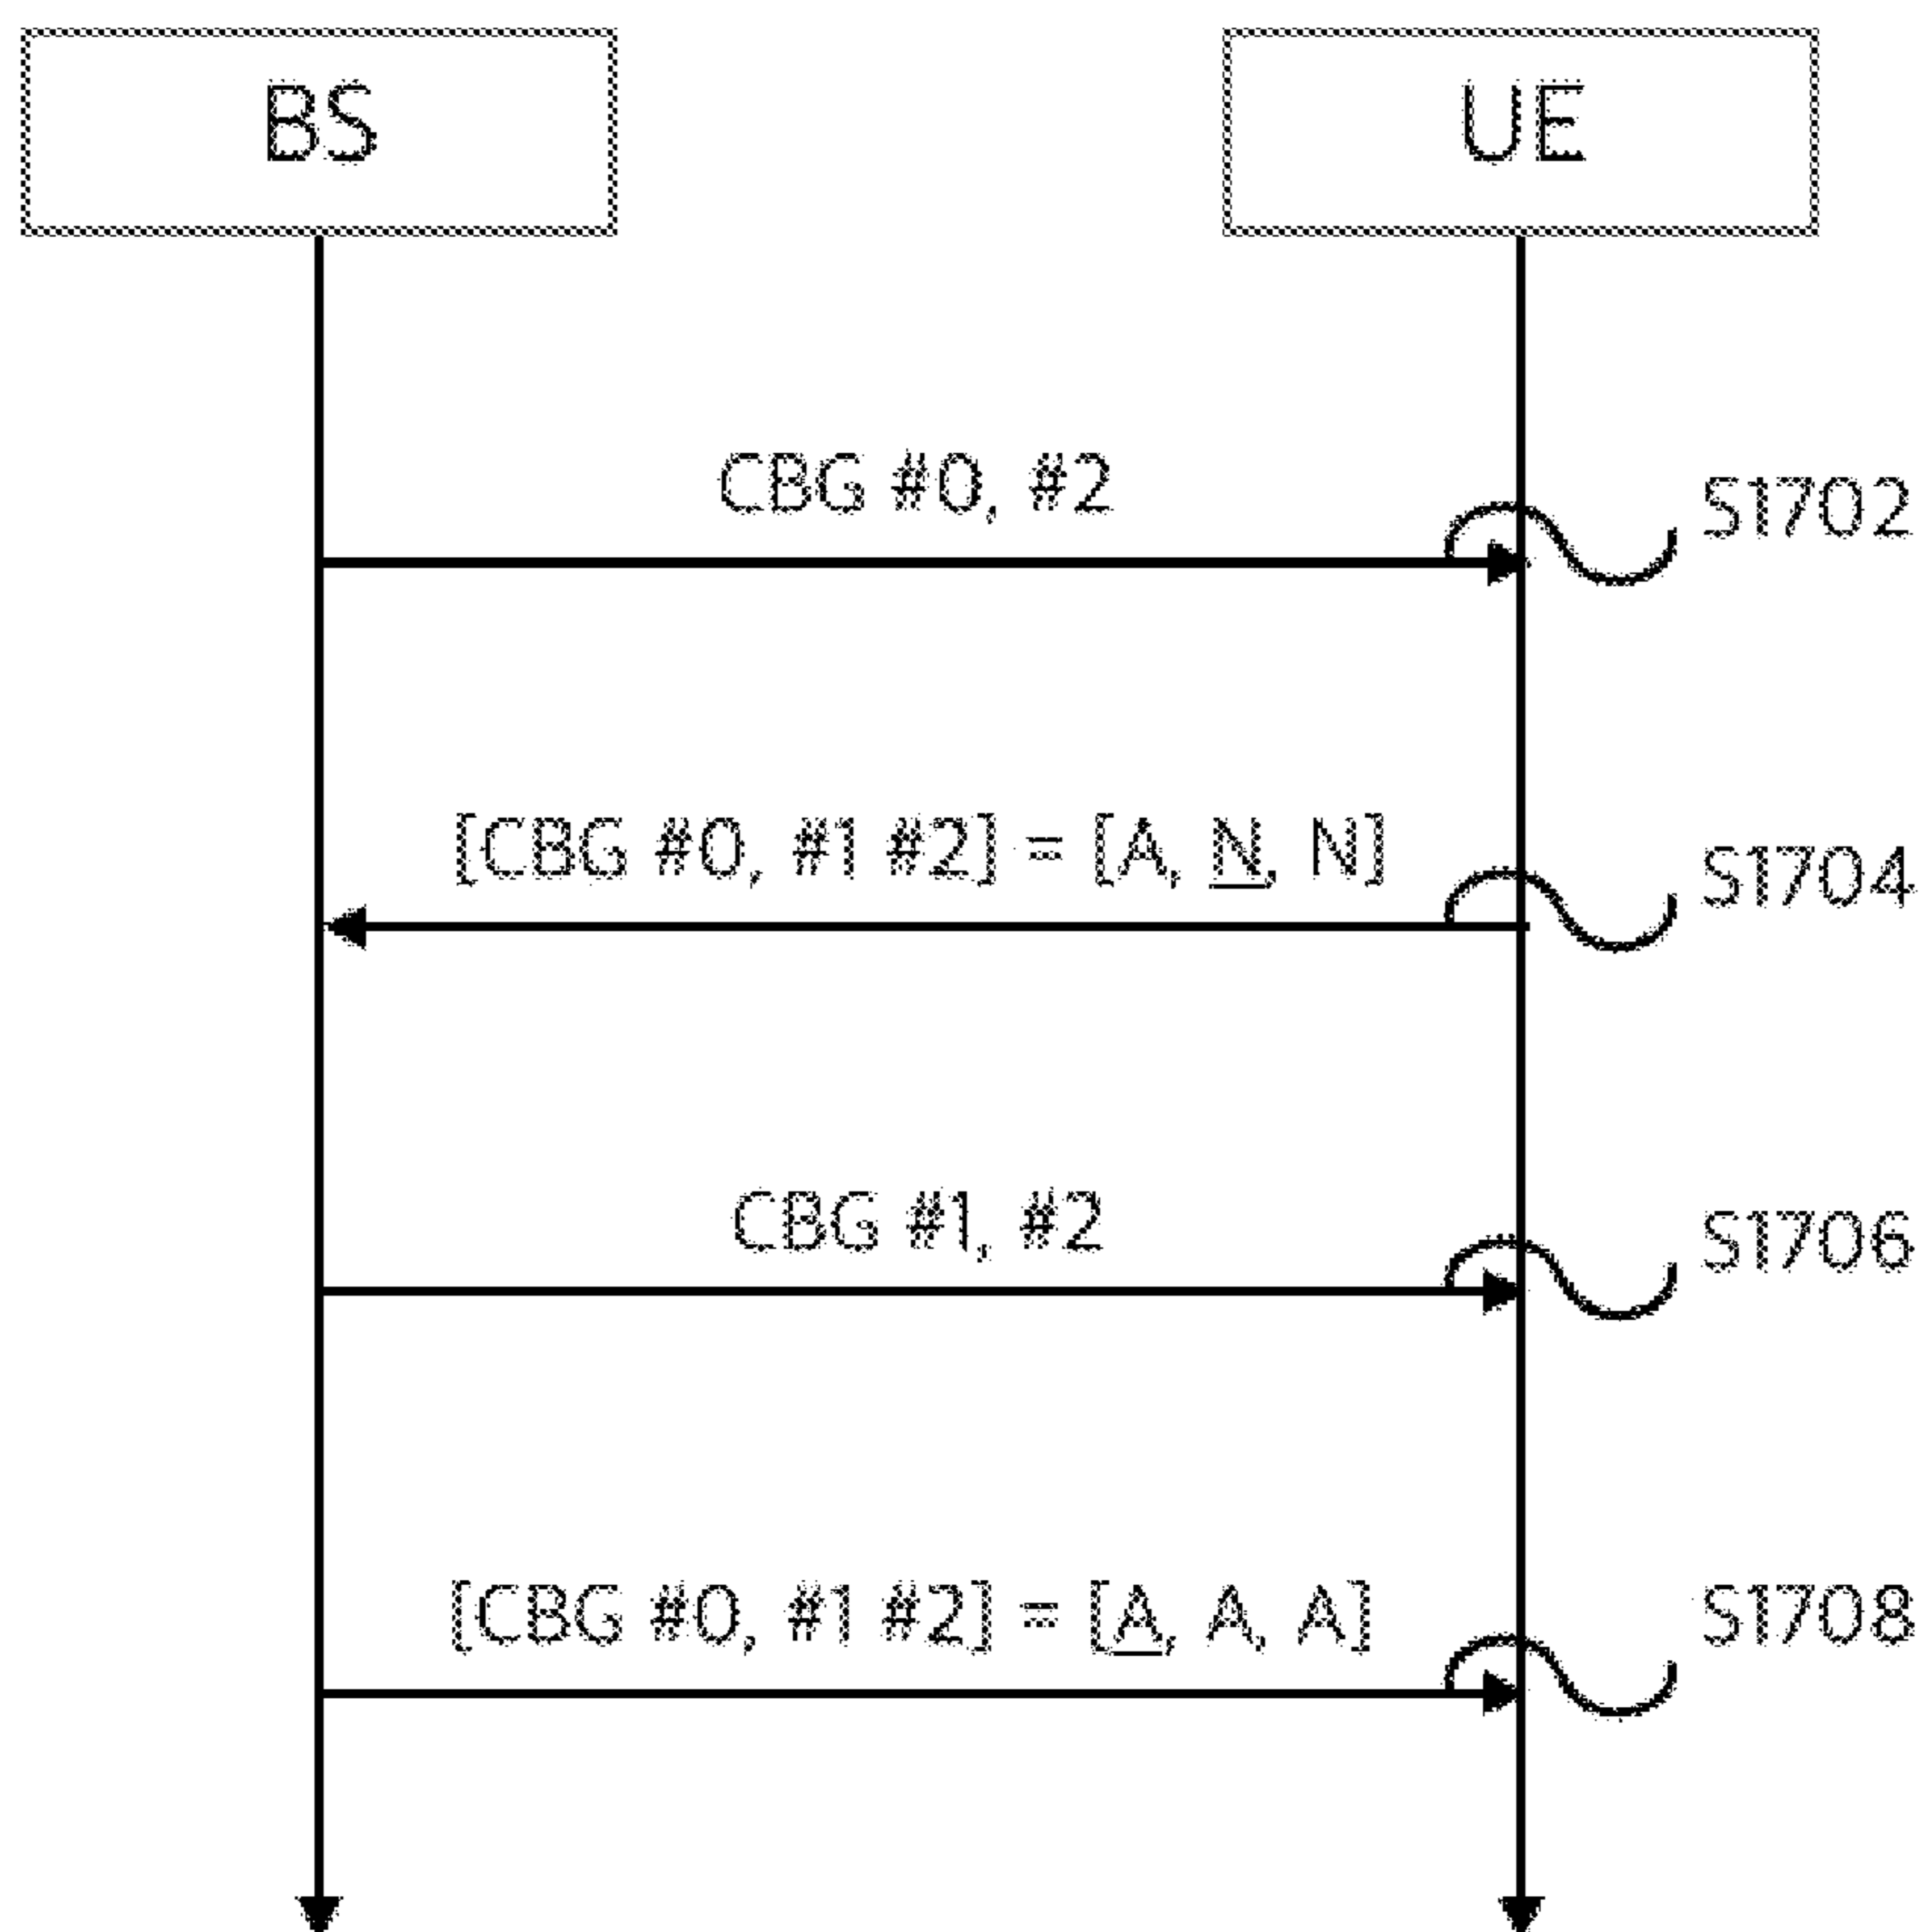 BS
UE
CBG #0, #2
S1702
[CBG #0, #1 #2] = [A, N, N]
S1704
CBG #1, #2
S1706
[CBG #0, #1 #2] = [A, A, A]
S1708